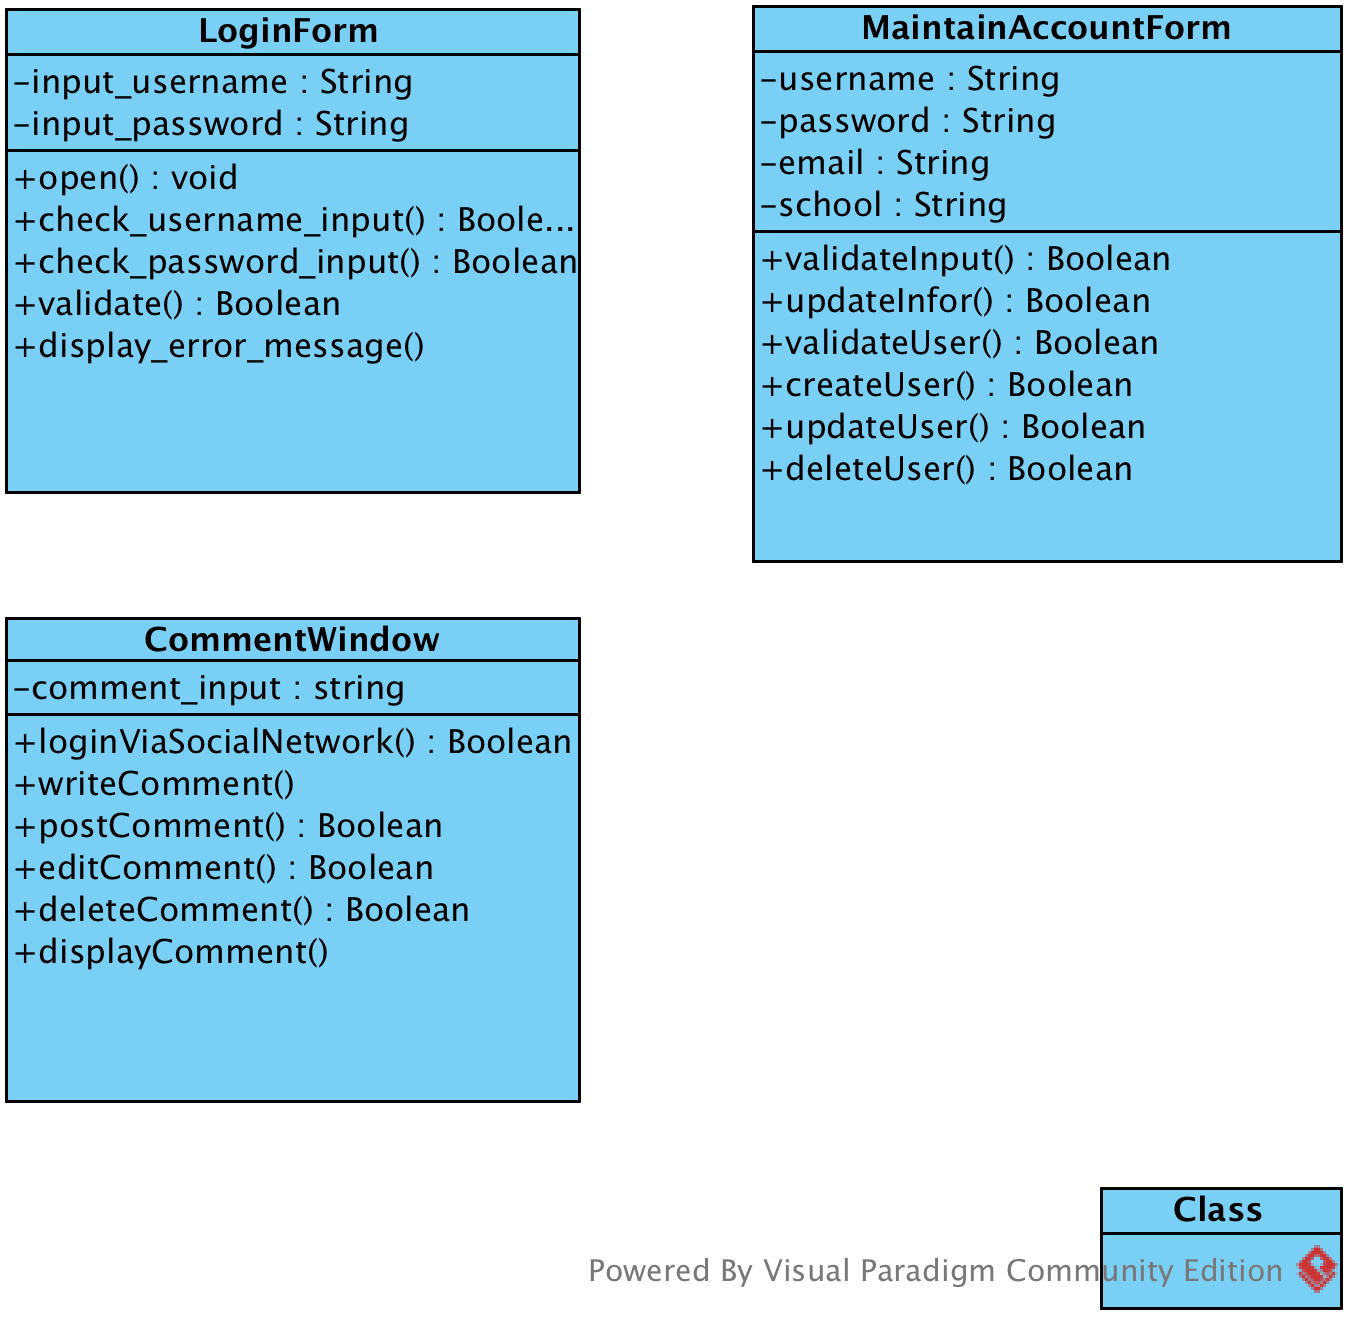 LoginForm
-input_username : String
-input_password : String
+open() : void
+check_username_input() : Boole...
+check_password_input() : Boolean
+validate() : Boolean
+display_error_message()
MaintainAccountForm
-username : String
-password : String
-email : String
-school : String
+validateInput() : Boolean
+updateInfor() : Boolean
+validateUser() : Boolean
+createUser() : Boolean
+updateUser() : Boolean
+deleteUser() : Boolean
CommentWindow
-comment_input : string
+loginViaSocialNetwork() : Boolean
+writeComment()
+postComment() : Boolean
+editComment() : Boolean
+deleteComment() : Boolean
+displayComment()
Class
Powered By Visual Paradigm Community Edition